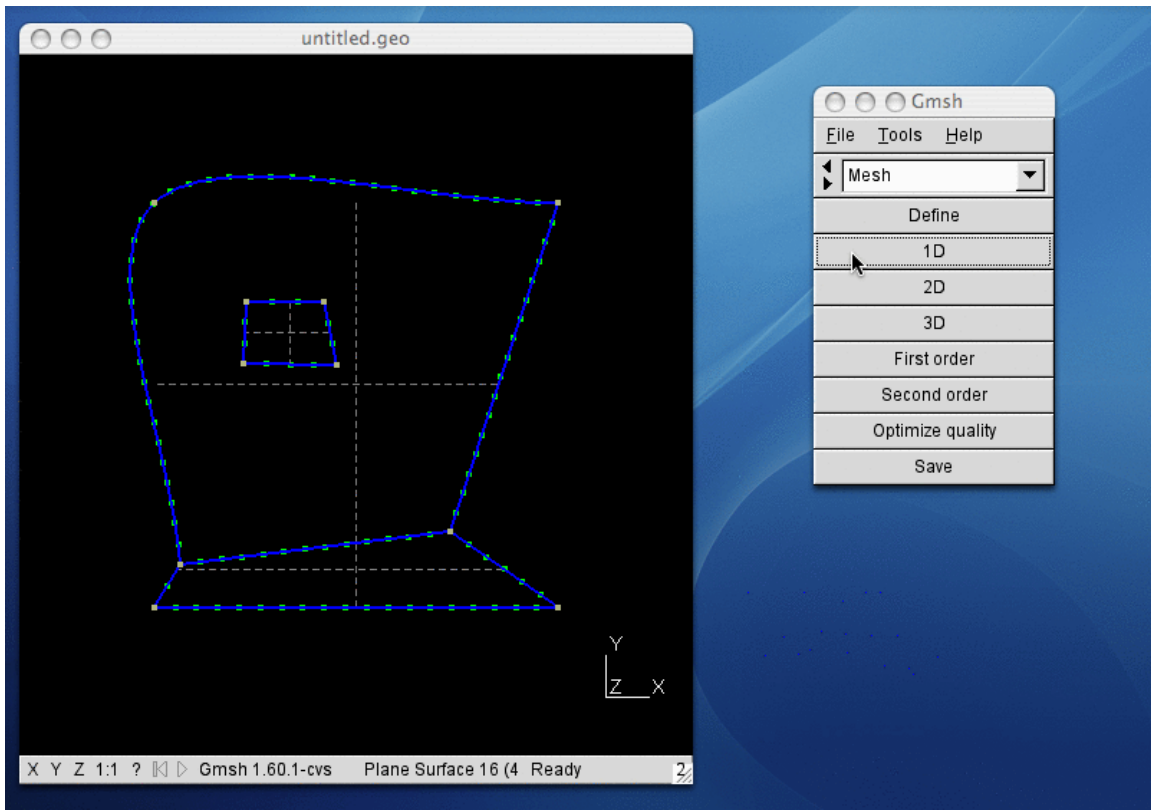 untitled.geo
Gmsh
File Tools Help
Mesh
Define
1D
2D
3D
First order
Second order
Optimize quality
Save
Y
Z X
X Y Z 1:1 ? Gmsh 1.60.1-cvs Plane Surface 16 (4 Ready 2